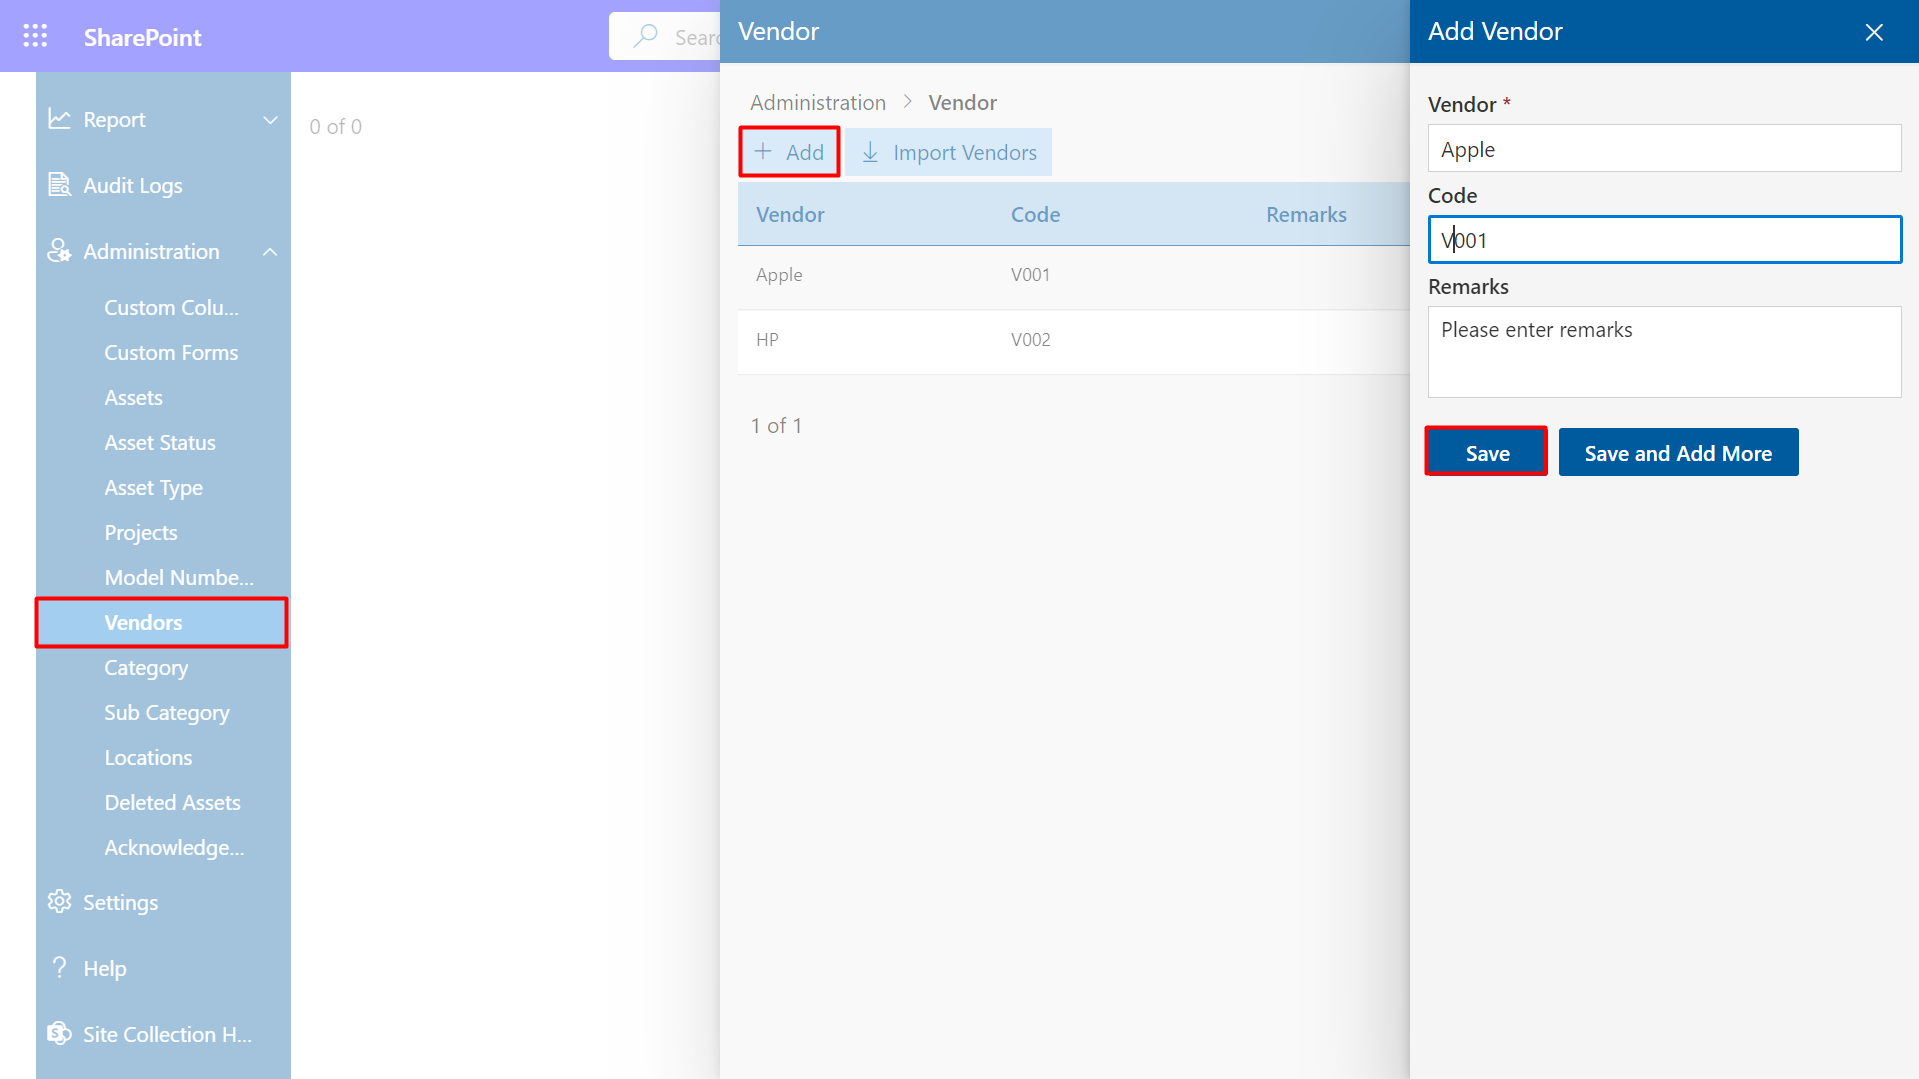 SharePoint
Sear
Report
Audit Logs
Administration
Custom Colu...
Custom Forms
Assets
Asset Status
Asset Type
Projects
Model Numbe...
Vendors
Category
Sub Category
Locations
Deleted Assets
Acknowledge...
Settings
Help
Site Collection H...
0 of 0
Vendor
Administration > Vendor
+ Add Import Vendors
Vendor Code Remarks
Apple V001
HP V002
1 of 1
Add Vendor
Vendor *
Apple
Code
V001
Remarks
Please enter remarks
Save Save and Add More